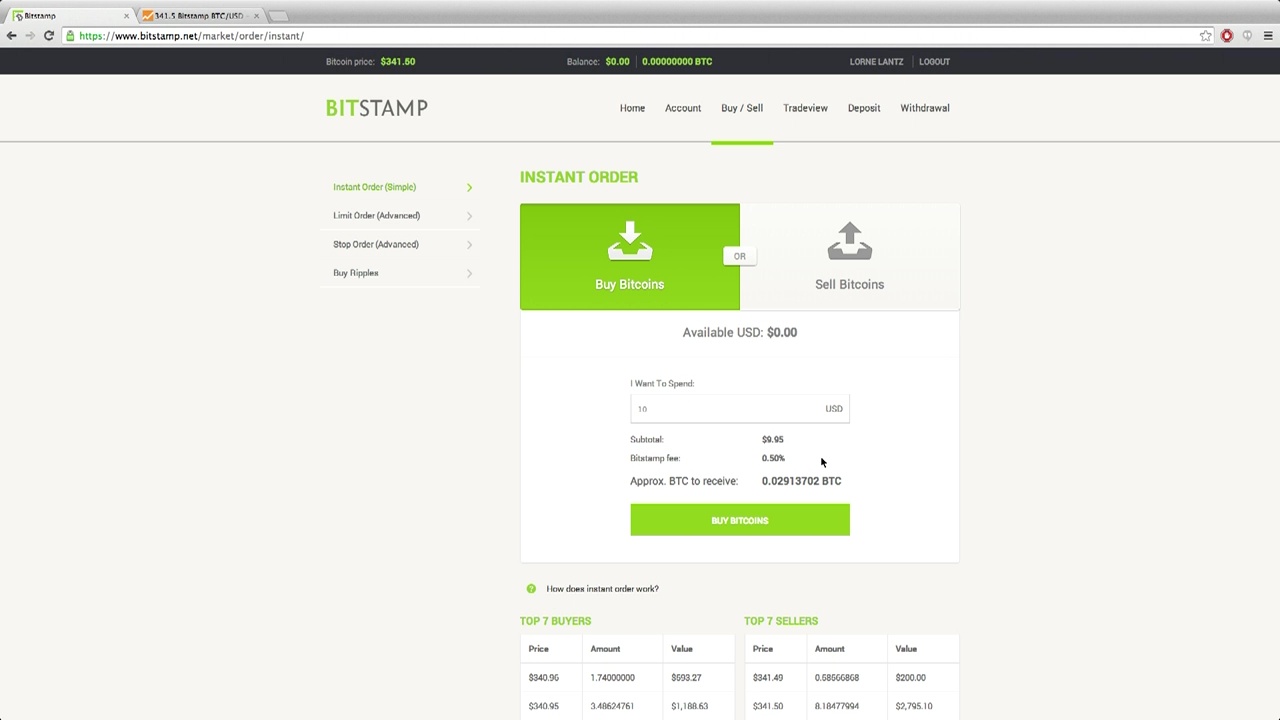 Bitstamp
341.5 Bitstamp BTC/USD
https://www.bitstamp.net/market/order/instant/
Bitcoin price: $341.50
Balance: $0.00 0.00000000 BTC
LORNE LANTZ LOGOUT
BITSTAMP
Home Account Buy / Sell Tradeview Deposit Withdrawal
Instant Order (Simple)
Limit Order (Advanced)
Stop Order (Advanced)
Buy Ripples
INSTANT ORDER
Buy Bitcoins
OR
Sell Bitcoins
Available USD: $0.00
I Want To Spend:
10 USD
Subtotal: $9.95
Bitstamp fee: 0.50%
Approx. BTC to receive: 0.02913702 BTC
BUY BITCOINS
? How does instant order work?
TOP 7 BUYERS
Price Amount Value
$340.96 1.74000000 $593.27
$340.95 3.48624761 $1,188.63
TOP 7 SELLERS
Price Amount Value
$341.49 0.58566868 $200.00
$341.50 8.18477994 $2,795.10